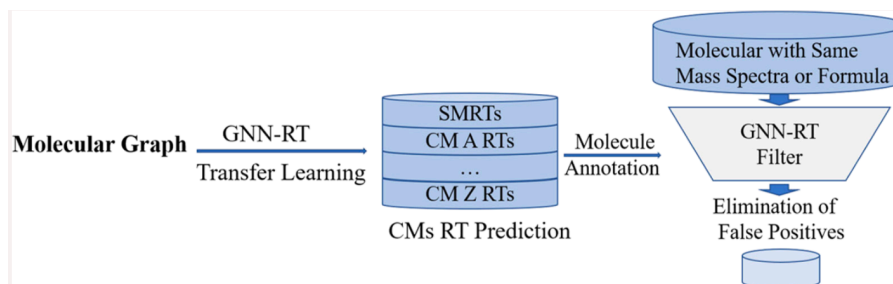 Molecular Graph
GNN-RT
Transfer Learning
SMRTs
CM A RTs
...
CM Z RTs
CMs RT Prediction
Molecule
Annotation
Molecular with Same
Mass Spectra or Formula
GNN-RT
Filter
Elimination of
False Positives